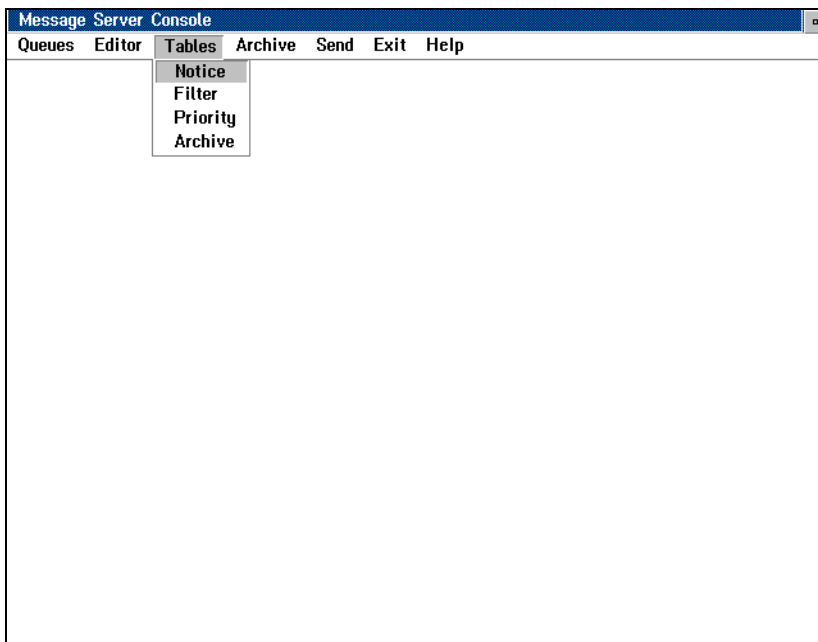 Message Server Console
Queues Editor Tables Archive Send Exit Help
Notice
Filter
Priority
Archive